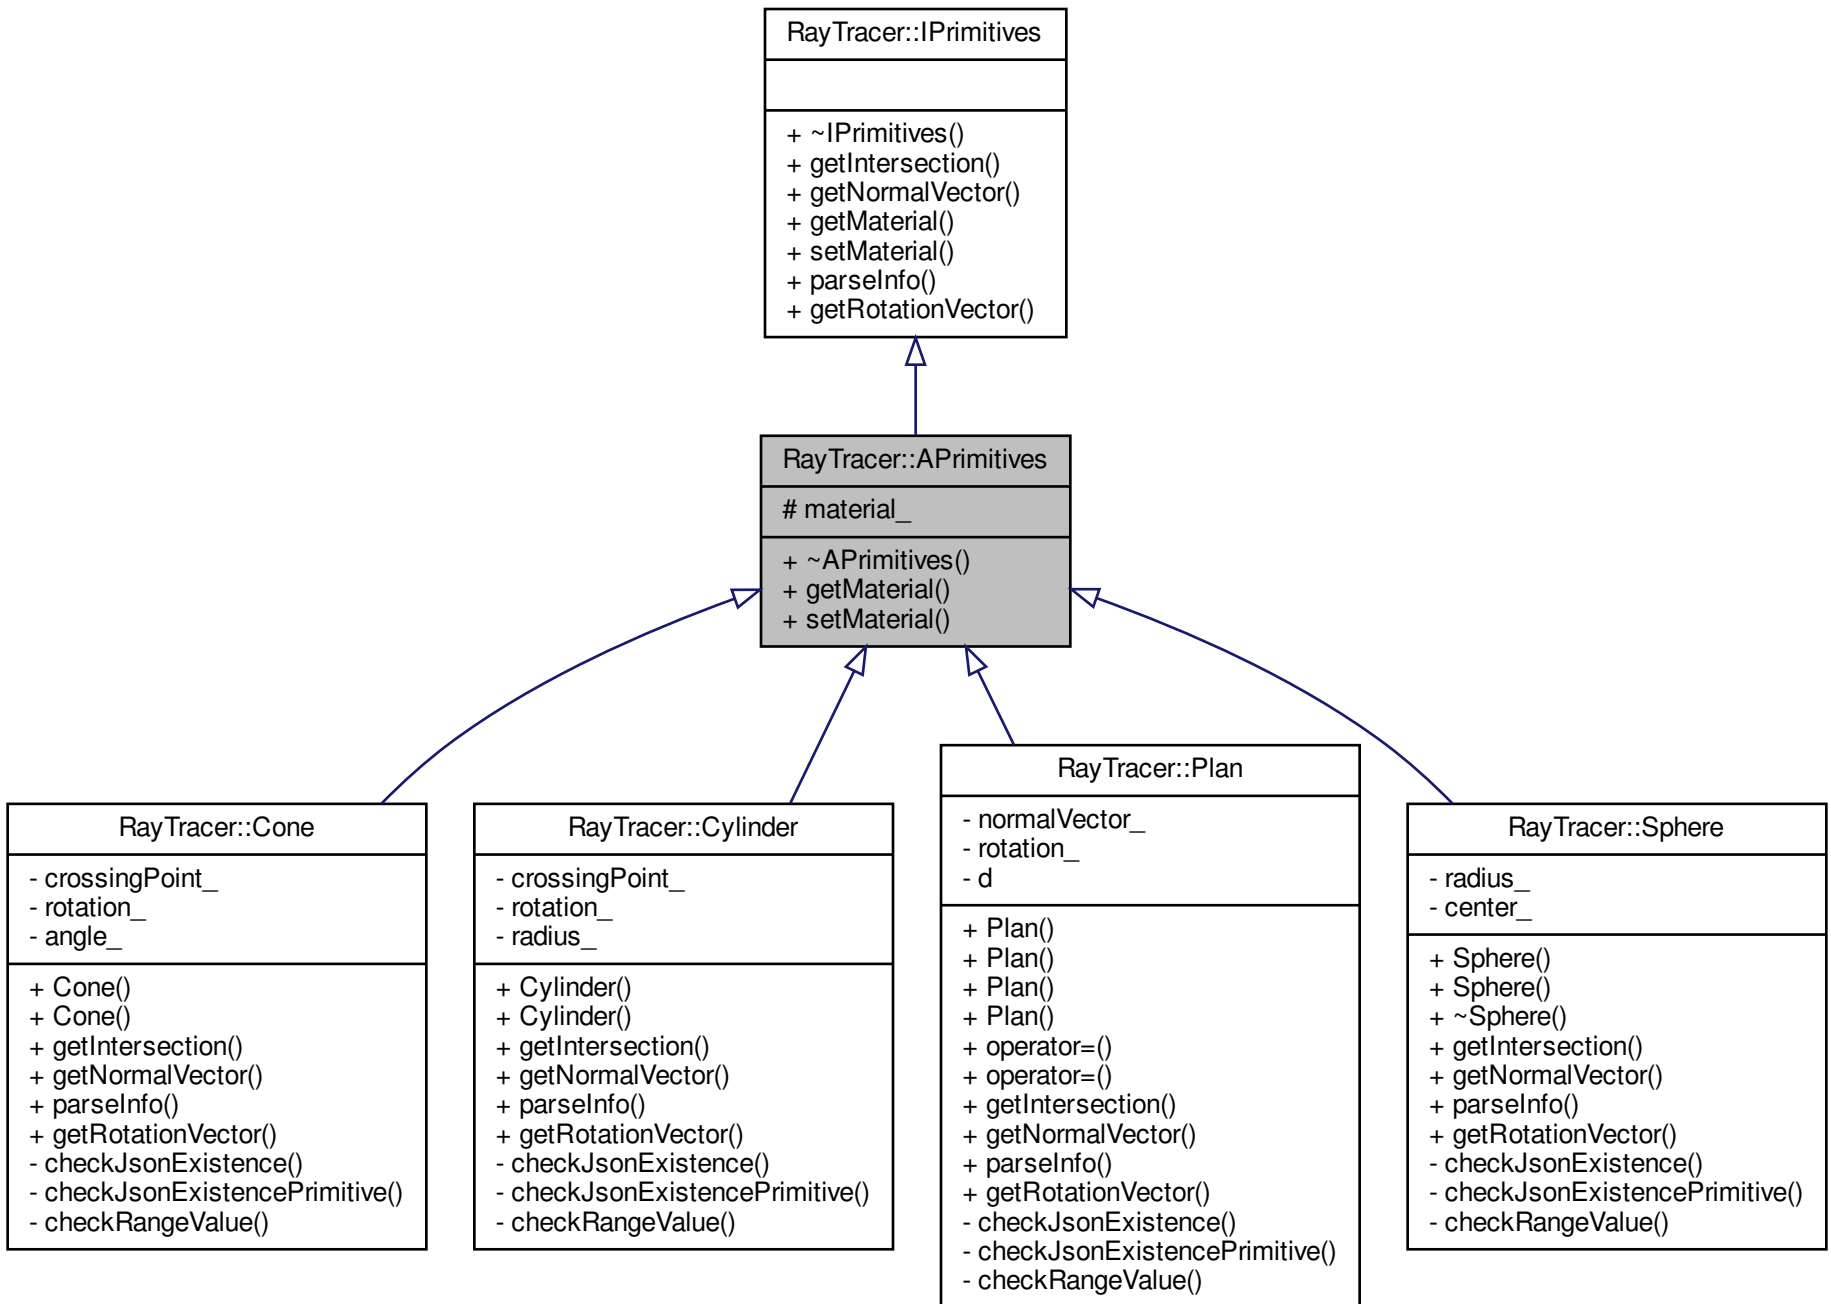 RayTracer::IPrimitives
+ ~IPrimitives()
+ getIntersection()
+ getNormalVector()
+ getMaterial()
+ setMaterial()
+ parseInfo()
+ getRotationVector()
RayTracer::APrimitives
# material_
+ ~APrimitives()
+ getMaterial()
+ setMaterial()
RayTracer::Cone
- crossingPoint_
- rotation_
- angle_
+ Cone()
+ Cone()
+ getIntersection()
+ getNormalVector()
+ parseInfo()
+ getRotationVector()
- checkJsonExistence()
- checkJsonExistencePrimitive()
- checkRangeValue()
RayTracer::Cylinder
- crossingPoint_
- rotation_
- radius_
+ Cylinder()
+ Cylinder()
+ getIntersection()
+ getNormalVector()
+ parseInfo()
+ getRotationVector()
- checkJsonExistence()
- checkJsonExistencePrimitive()
- checkRangeValue()
RayTracer::Plan
- normalVector_
- rotation_
- d
+ Plan()
+ Plan()
+ Plan()
+ Plan()
+ operator=()
+ operator=()
+ getIntersection()
+ getNormalVector()
+ parseInfo()
+ getRotationVector()
- checkJsonExistence()
- checkJsonExistencePrimitive()
- checkRangeValue()
RayTracer::Sphere
- radius_
- center_
+ Sphere()
+ Sphere()
+ ~Sphere()
+ getIntersection()
+ getNormalVector()
+ parseInfo()
+ getRotationVector()
- checkJsonExistence()
- checkJsonExistencePrimitive()
- checkRangeValue()